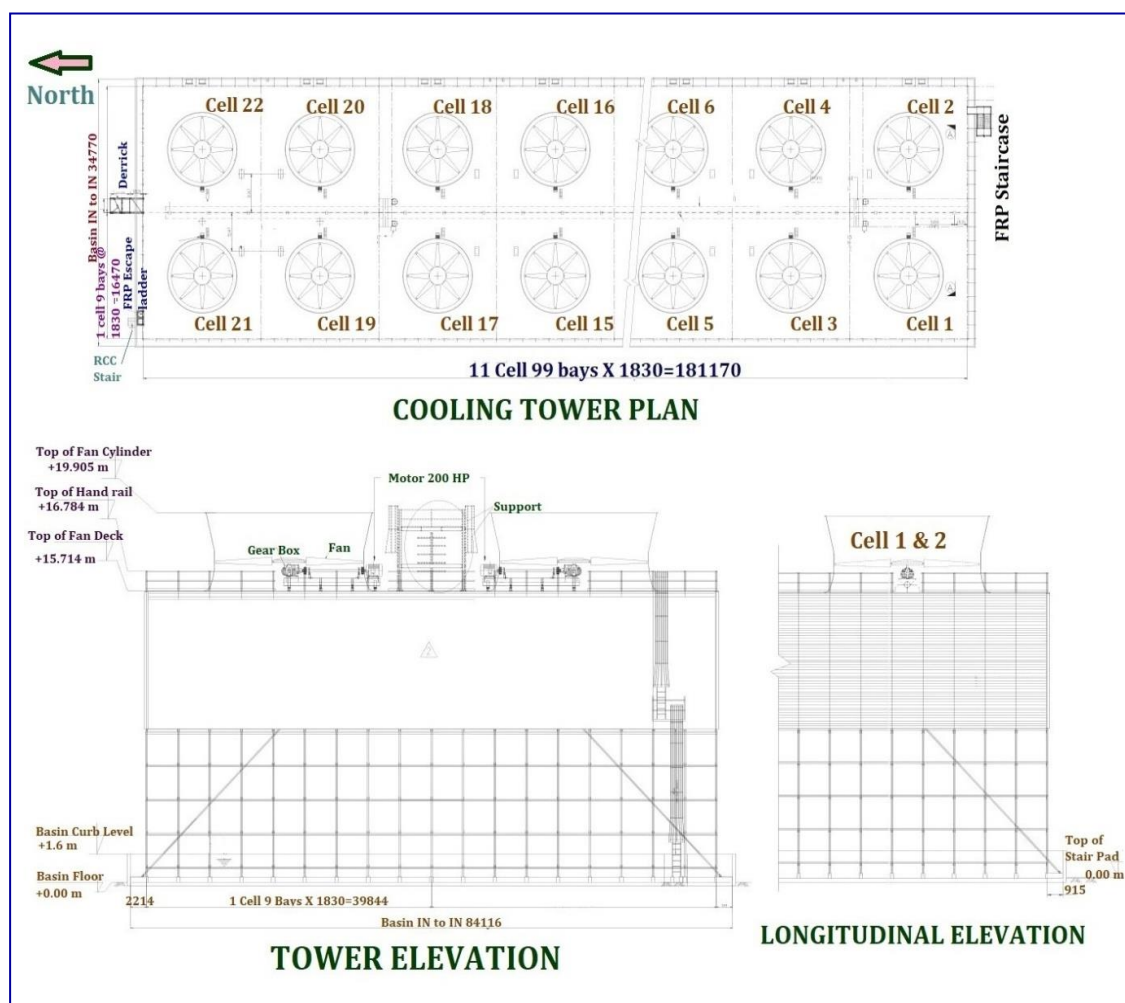 North
Cell 22
Cell 20
Cell 18
Cell 16
Cell 6
Cell 4
Cell 2
Basin IN to IN 34770
Derrick
1 cell 9 bays @
1830 =16470
FRP Escape
ladder
FRP Staircase
Cell 21
Cell 19
Cell 17
Cell 15
Cell 5
Cell 3
Cell 1
RCC
Stair
11 Cell 99 bays X 1830=181170
COOLING TOWER PLAN
Top of Fan Cylinder
+19.905 m
Top of Hand rail
+16.784 m
Top of Fan Deck
+15.714 m
Motor 200 HP
Support
Gear Box
Fan
Cell 1 & 2
Basin Curb Level
+1.6 m
Basin Floor
+0.00 m
2214
1 Cell 9 Bays X 1830=39844
Basin IN to IN 84116
Top of
Stair Pad
0.00 m
915
TOWER ELEVATION
LONGITUDINAL ELEVATION